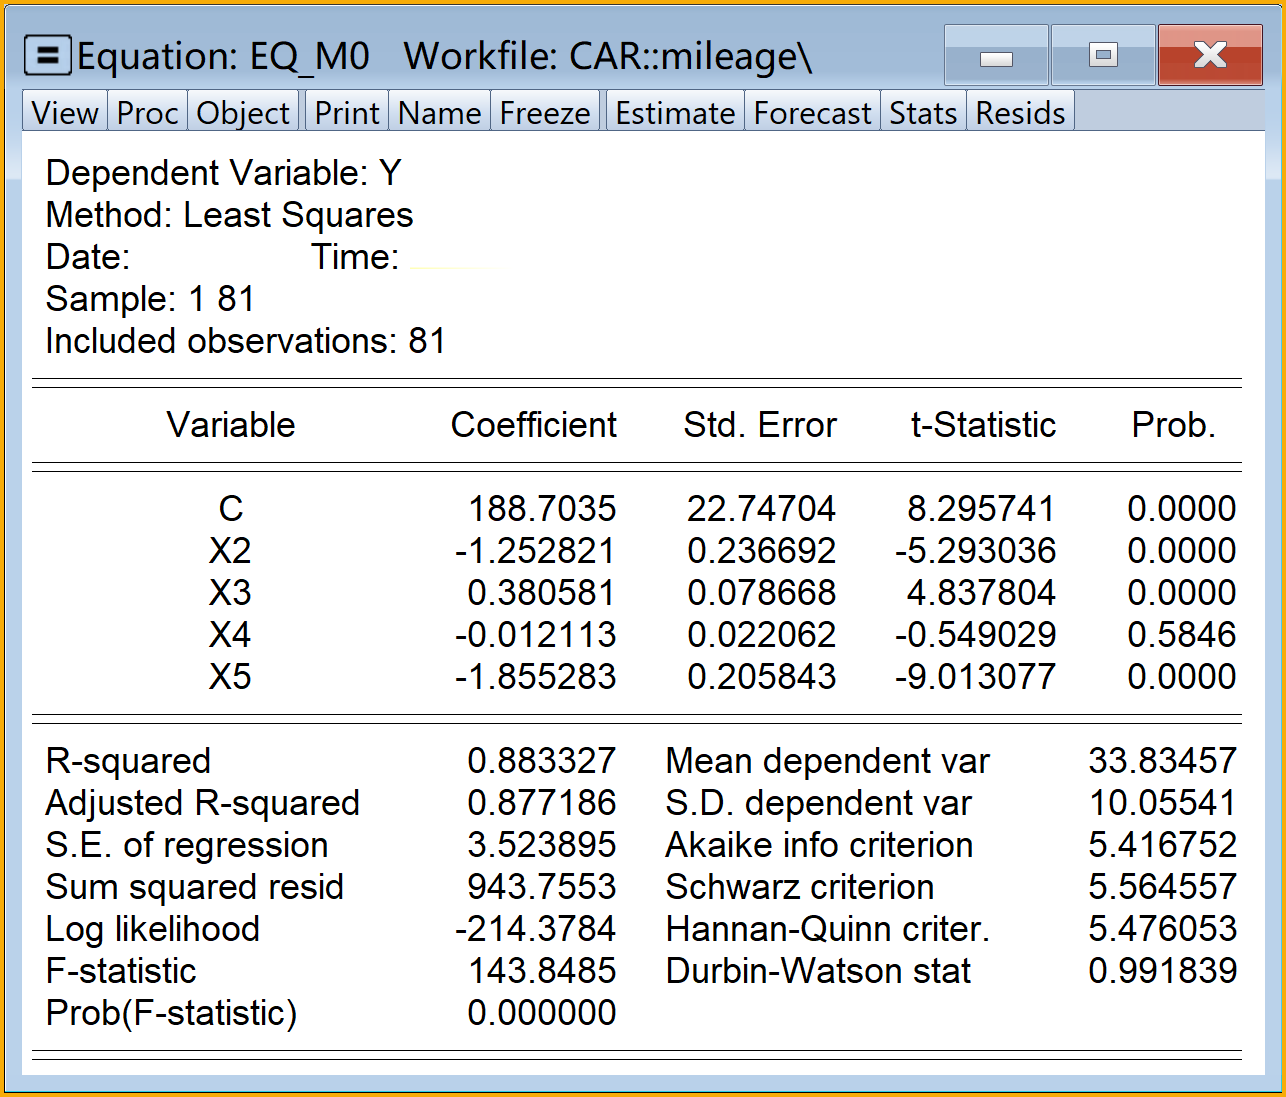 Equation: EQ_M0 Workfile: CAR::mileage\
View Proc Object Print Name Freeze Estimate Forecast Stats Resids
Dependent Variable: Y
Method: Least Squares
Date: Time:
Sample: 1 81
Included observations: 81
Variable Coefficient Std. Error t-Statistic Prob.
C 188.7035 22.74704 8.295741 0.0000
X2 -1.252821 0.236692 -5.293036 0.0000
X3 0.380581 0.078668 4.837804 0.0000
X4 -0.012113 0.022062 -0.549029 0.5846
X5 -1.855283 0.205843 -9.013077 0.0000
R-squared 0.883327 Mean dependent var 33.83457
Adjusted R-squared 0.877186 S.D. dependent var 10.05541
S.E. of regression 3.523895 Akaike info criterion 5.416752
Sum squared resid 943.7553 Schwarz criterion 5.564557
Log likelihood -214.3784 Hannan-Quinn criter. 5.476053
F-statistic 143.8485 Durbin-Watson stat 0.991839
Prob(F-statistic) 0.000000